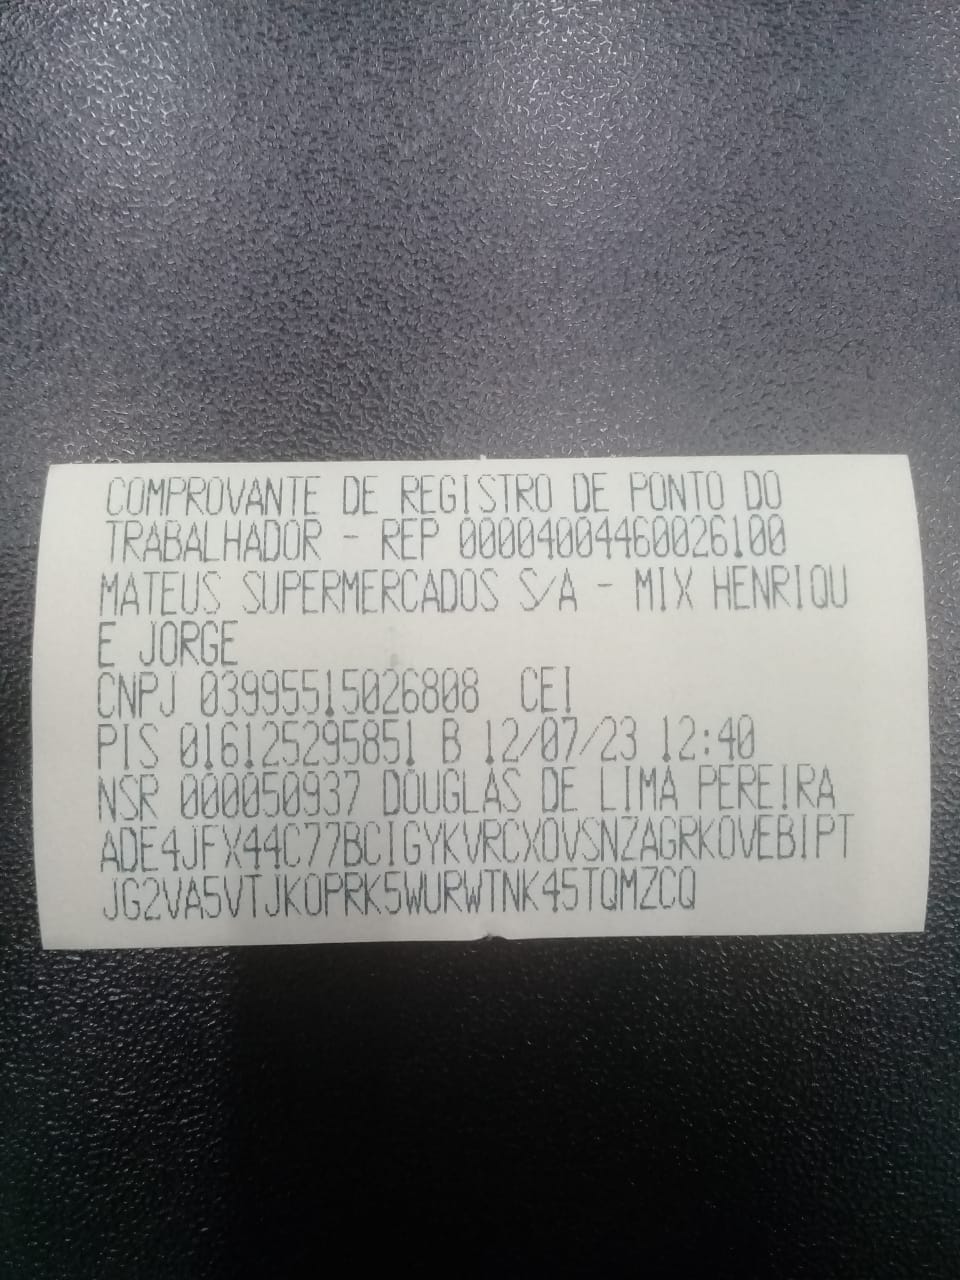 COMPROVANTE DE REGISTRO DE PONTO DO
TRABALHADOR - REP 00004004460026100
MATEUS SUPERMERCADOS S/A - MIX HENRIQU
E JORGE
CNPJ 03995515026808 CEI
PIS 016125295851 B 12/07/23 12:40
NSR 000050937 DOUGLAS DE LIMA PEREIRA
ADE4JFX44C77BCIGYKVRCXOVSNZAGRKOVEBIPT
JG2VA5VTJKOPRK5WURWTNK45TQMZCQ